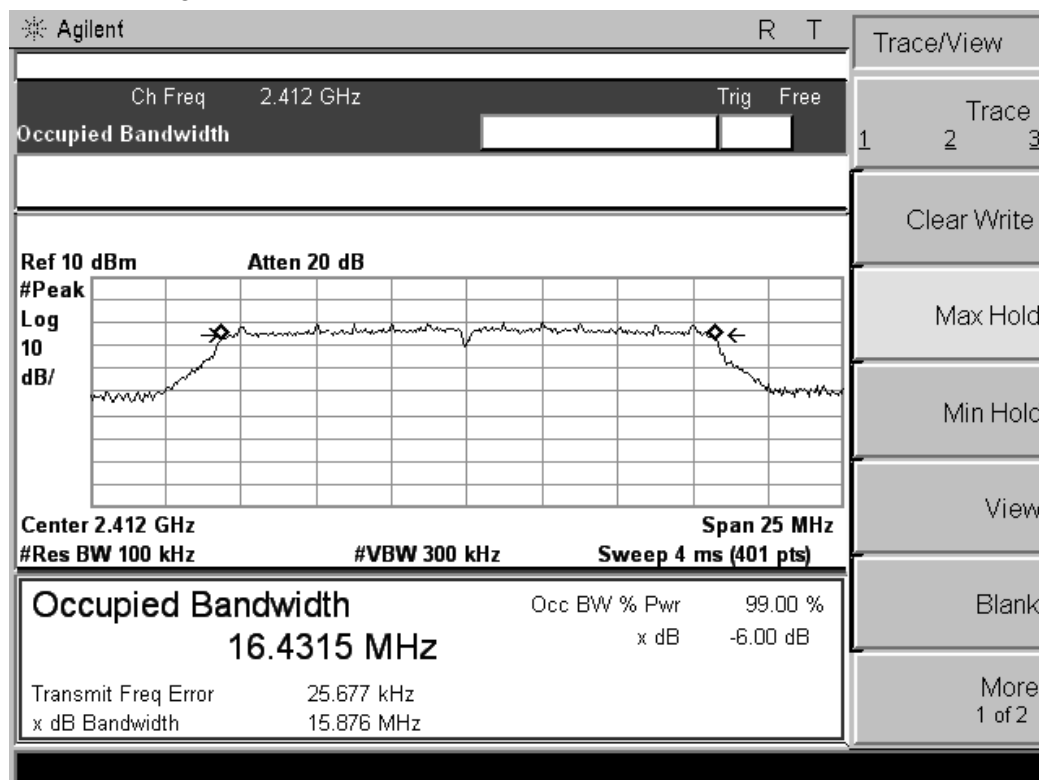 Agilent R T
Trace/View
Ch Freq 2.412 GHz Trig Free
Occupied Bandwidth
Trace
1 2 3
Clear Write
Max Hold
Min Hold
View
Blank
More
1 of 2
Ref 10 dBm Atten 20 dB
#Peak
Log
10
dB/
Center 2.412 GHz Span 25 MHz
#Res BW 100 kHz #VBW 300 kHz Sweep 4 ms (401 pts)
Occupied Bandwidth Occ BW % Pwr 99.00 %
16.4315 MHz x dB -6.00 dB
Transmit Freq Error 25.677 kHz
x dB Bandwidth 15.876 MHz